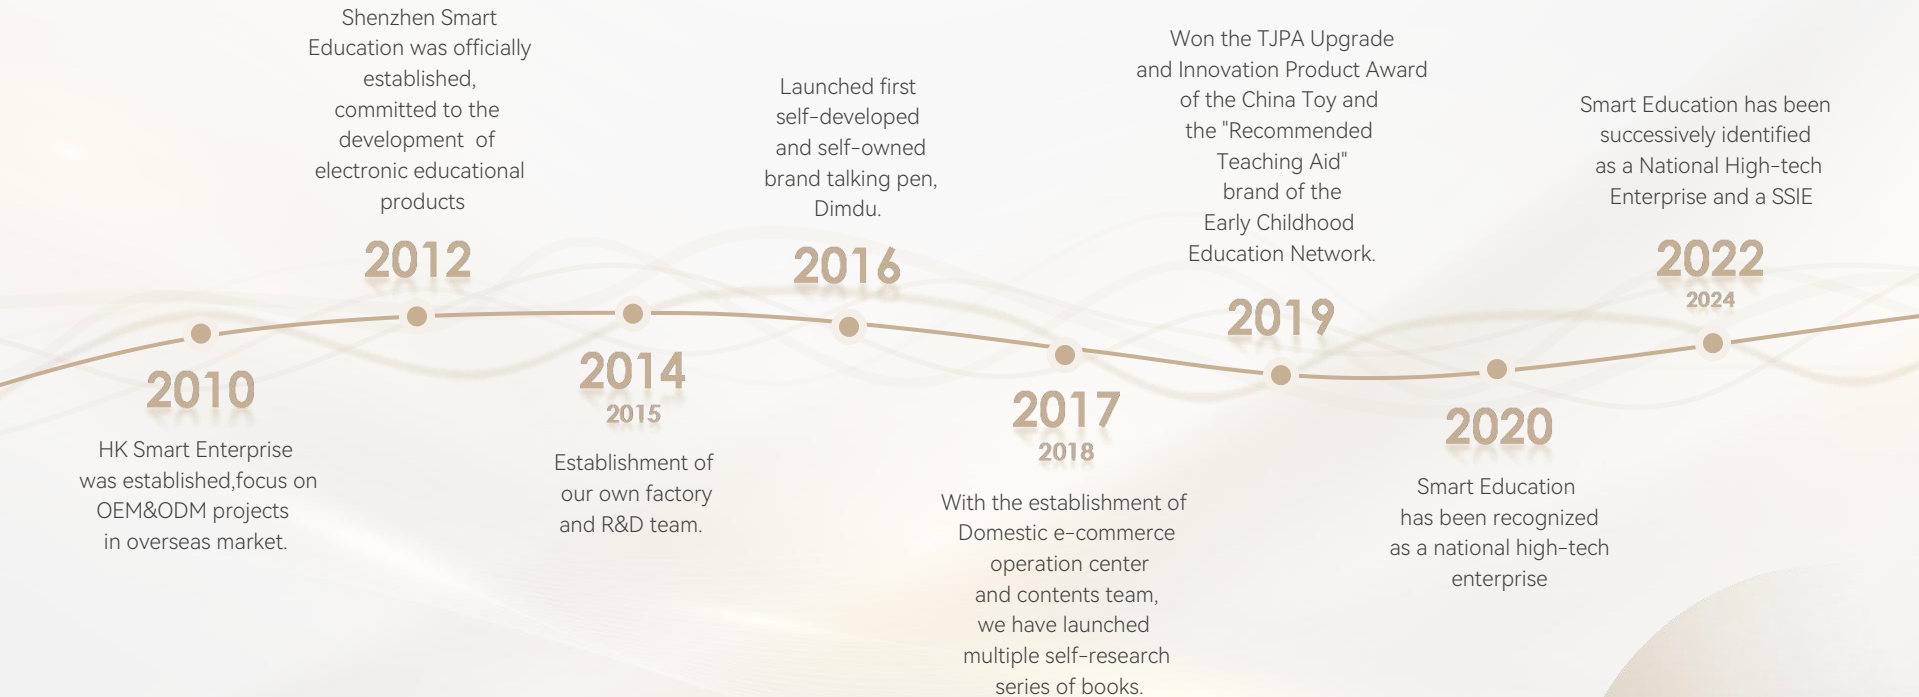 2010
HK Smart Enterprise
was established,focus on
OEM&ODM projects
in overseas market.
Shenzhen Smart
Education was officially
established,
committed to the
development of
electronic educational
products
2012
2014
2015
Establishment of
our own factory
and R&D team.
Launched first
self-developed
and self-owned
brand talking pen,
Dimdu.
2016
2017
2018
With the establishment of
Domestic e-commerce
operation center
and contents team,
we have launched
multiple self-research
series of books.
Won the TJPA Upgrade
and Innovation Product Award
of the China Toy and
the "Recommended
Teaching Aid"
brand of the
Early Childhood
Education Network.
2019
2020
Smart Education
has been recognized
as a national high-tech
enterprise
Smart Education has been
successively identified
as a National High-tech
Enterprise and a SSIE
2022
2024